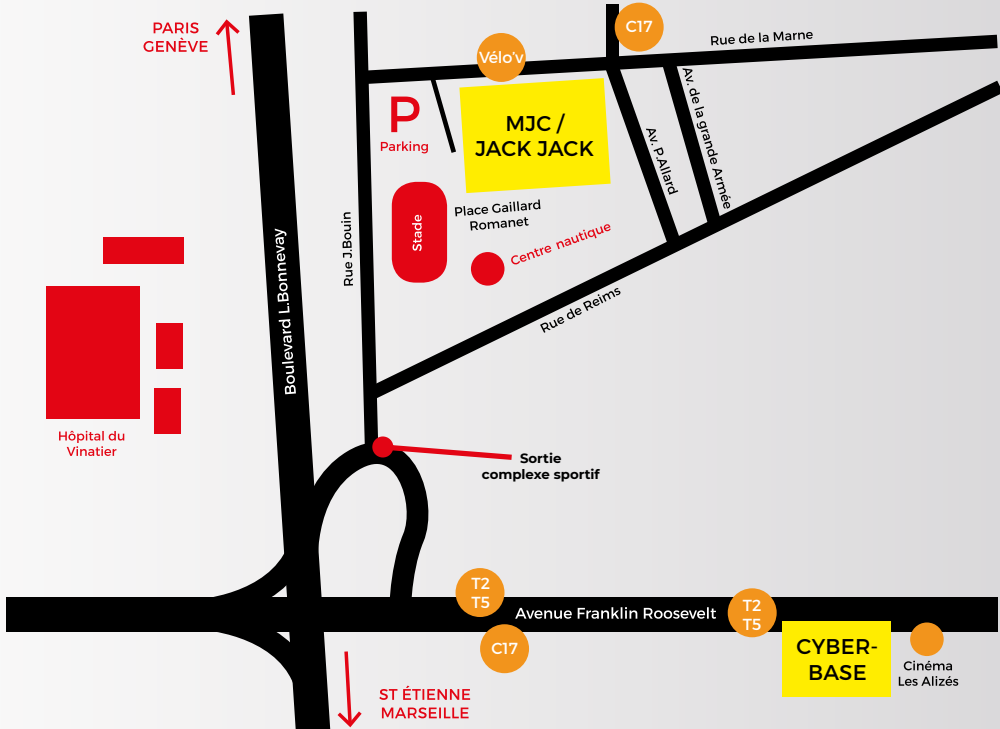 PARIS
GENÈVE
C17
Rue de la Marne
Vélo'v
P
Parking
MJC /
JACK JACK
Av. P.Allard
Av. de la grande Armée
Place Gaillard
Romanet
Stade
Centre nautique
Rue J.Bouin
Boulevard L.Bonnevay
Rue de Reims
Hôpital du
Vinatier
Sortie
complexe sportif
T2
T5
Avenue Franklin Roosevelt
T2
T5
C17
CYBER-
BASE
Cinéma
Les Alizés
ST ÉTIENNE
MARSEILLE